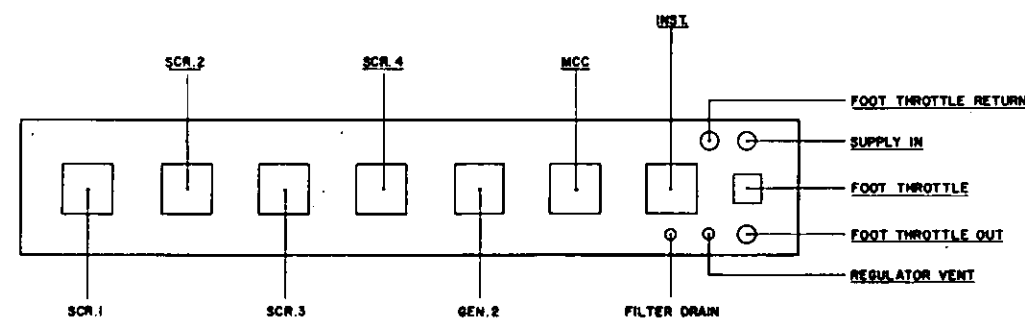 INST.
SCR.2
SCR.4
MCC
FOOT THROTTLE RETURN
SUPPLY IN
FOOT THROTTLE
FOOT THROTTLE OUT
REGULATOR VENT
SCR.1
SCR.3
GEN.2
FILTER DRAIN